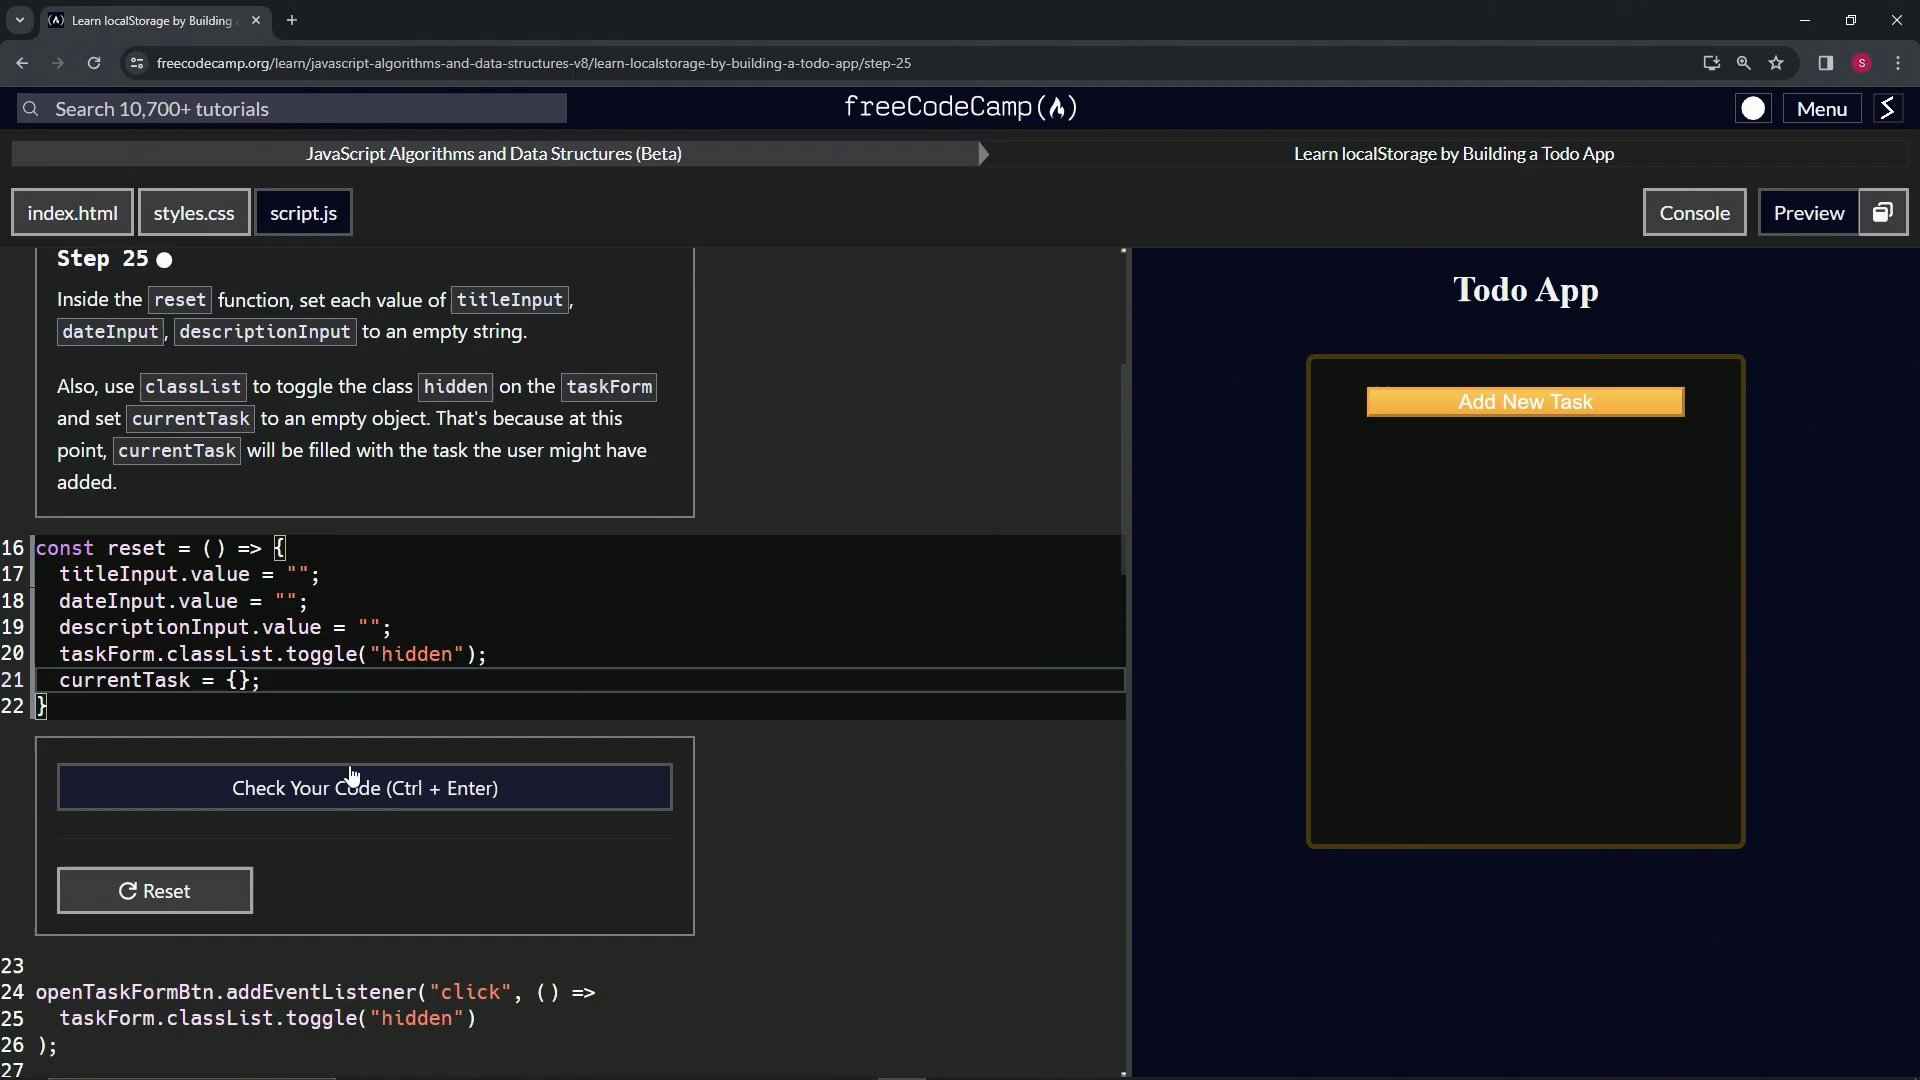 Learn localStorage by Building
freecodecamp.org/learn/javascript-algorithms-and-data-structures-v8/learn-localstorage-by-building-a-todo-app/step-25
S
Search 10,700+ tutorials
freeCodeCamp
Menu
JavaScript Algorithms and Data Structures (Beta)
Learn localStorage by Building a Todo App
index.html
styles.css
script.js
Console
Preview
Step 25
Inside the reset function, set each value of titleInput,
dateInput, descriptionInput to an empty string.
Also, use classList to toggle the class hidden on the taskForm
and set currentTask to an empty object. That's because at this
point, currentTask will be filled with the task the user might have
added.
16 const reset = () => {
17 titleInput.value = "";
18 dateInput.value = "";
19 descriptionInput.value = "";
20 taskForm.classList.toggle("hidden");
21 currentTask = {};
22 }
Check Your Code (Ctrl + Enter)
Reset
23
24 openTaskFormBtn.addEventListener("click", () =>
25 taskForm.classList.toggle("hidden")
26 );
27
Todo App
Add New Task